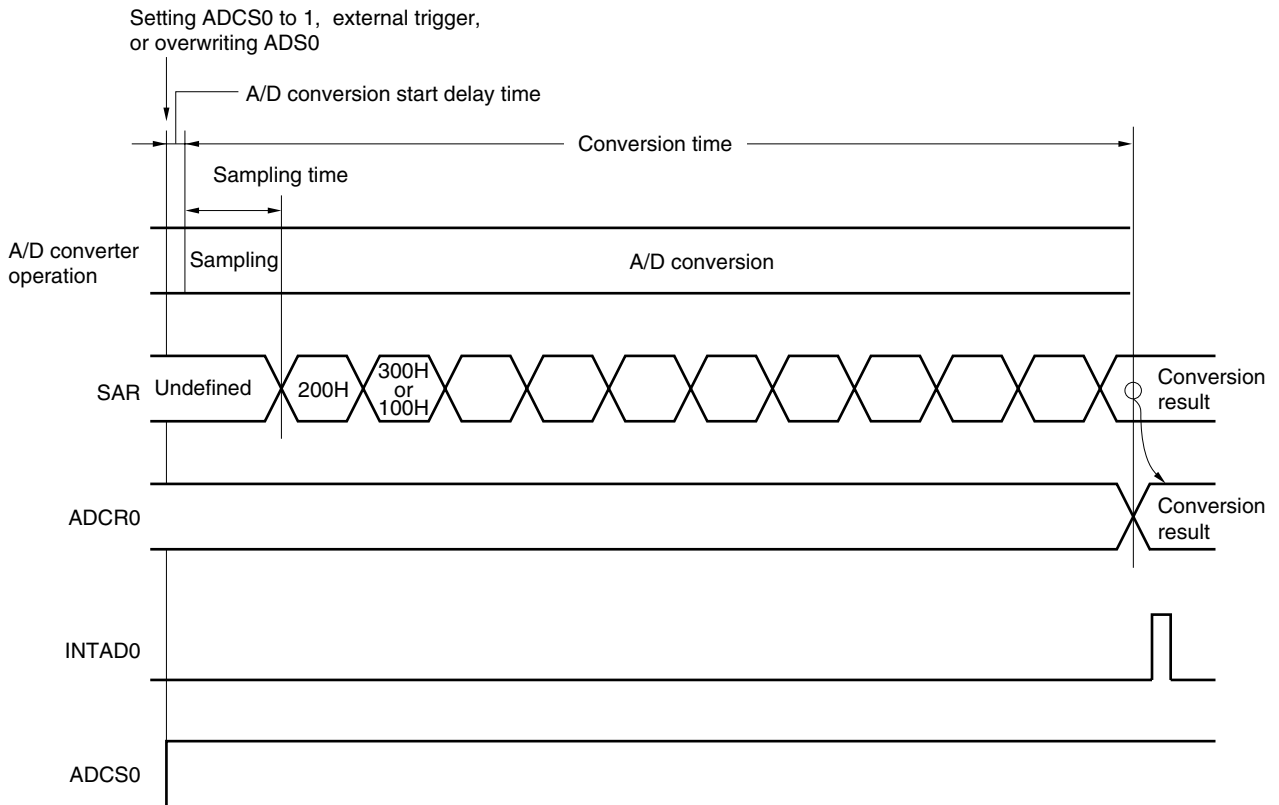 Setting ADCS0 to 1, external trigger,
or overwriting ADS0
A/D conversion start delay time
Conversion time
Sampling time
A/D converter
operation
Sampling
A/D conversion
SAR
Undefined
200H
300H
or
100H
Conversion
result
ADCR0
Conversion
result
INTAD0
ADCS0